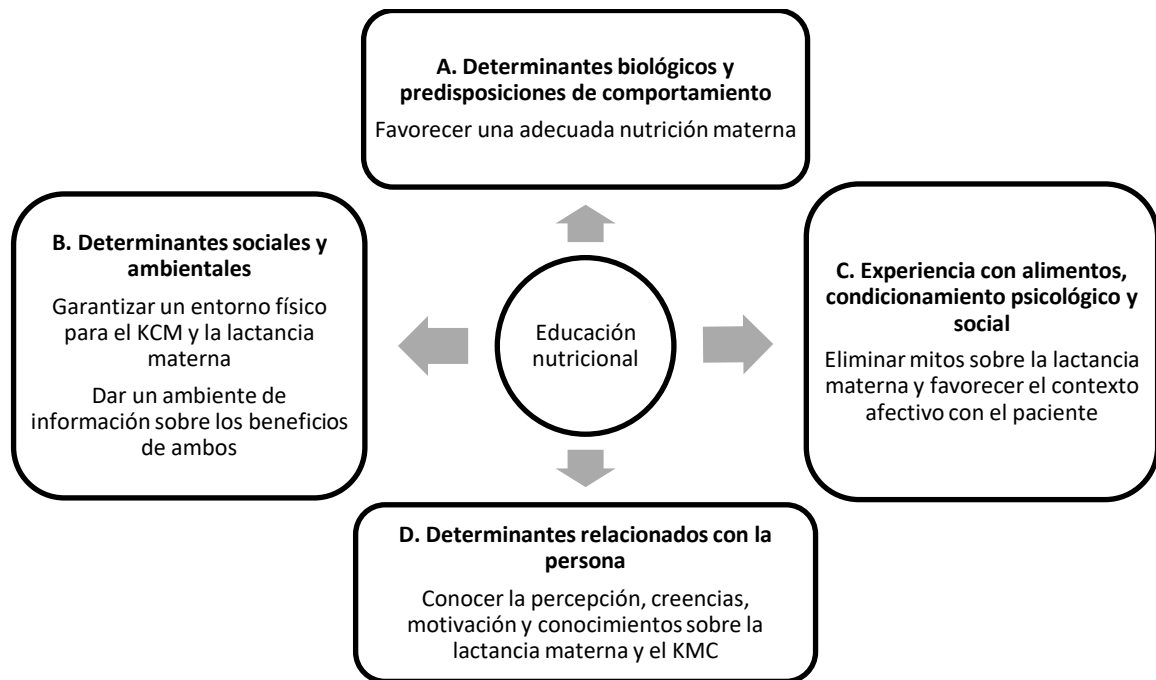 A. Determinantes biológicos y
predisposiciones de comportamiento
Favorecer una adecuada nutrición materna
B. Determinantes sociales y
ambientales
Garantizar un entorno físico
para el KCM y la lactancia
materna
Dar un ambiente de
información sobre los beneficios
de ambos
Educación
nutricional
C. Experiencia con alimentos,
condicionamiento psicológico y
social
Eliminar mitos sobre la lactancia
materna y favorecer el contexto
afectivo con el paciente
D. Determinantes relacionados con la
persona
Conocer la percepción, creencias,
motivación y conocimientos sobre la
lactancia materna y el KMC